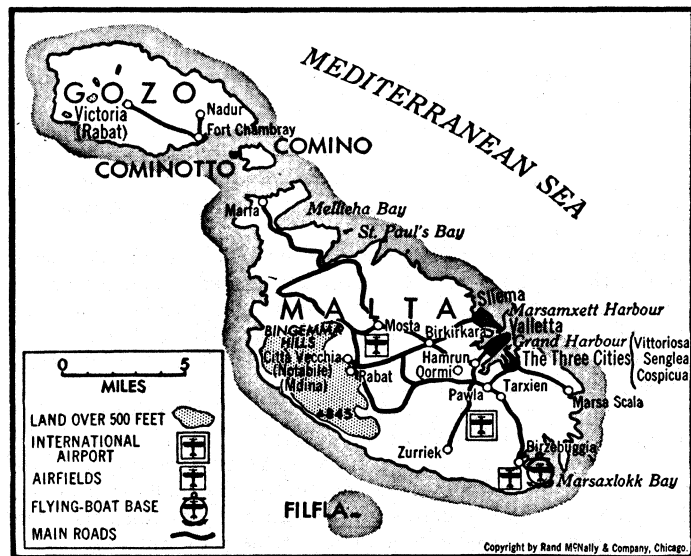 MEDITERRANEAN SEA
GOZO
Victoria
(Rabat)
Nadur
Fort Chambray
COMINO
COMINOTTO
Marfa
Mellieha Bay
St. Paul's Bay
MALTA
Sliema
Marsamxett Harbour
Valletta
BINGEMMA
HILLS
Mosta
Birkirkara
Grand Harbour
Vittoriosa
Citta Vecchia
(Notabile)
(Mdina)
Hamrun
The Three Cities
Senglea
Rabat
Qormi
Cospicua
Pawla
Tarxien
Marsa Scala
+845
Zurriek
Birzebuggia
Marsaxlokk Bay
FILFLA
0 5
MILES
LAND OVER 500 FEET
INTERNATIONAL
AIRPORT
AIRFIELDS
FLYING-BOAT BASE
MAIN ROADS
Copyright by Rand McNally & Company, Chicago